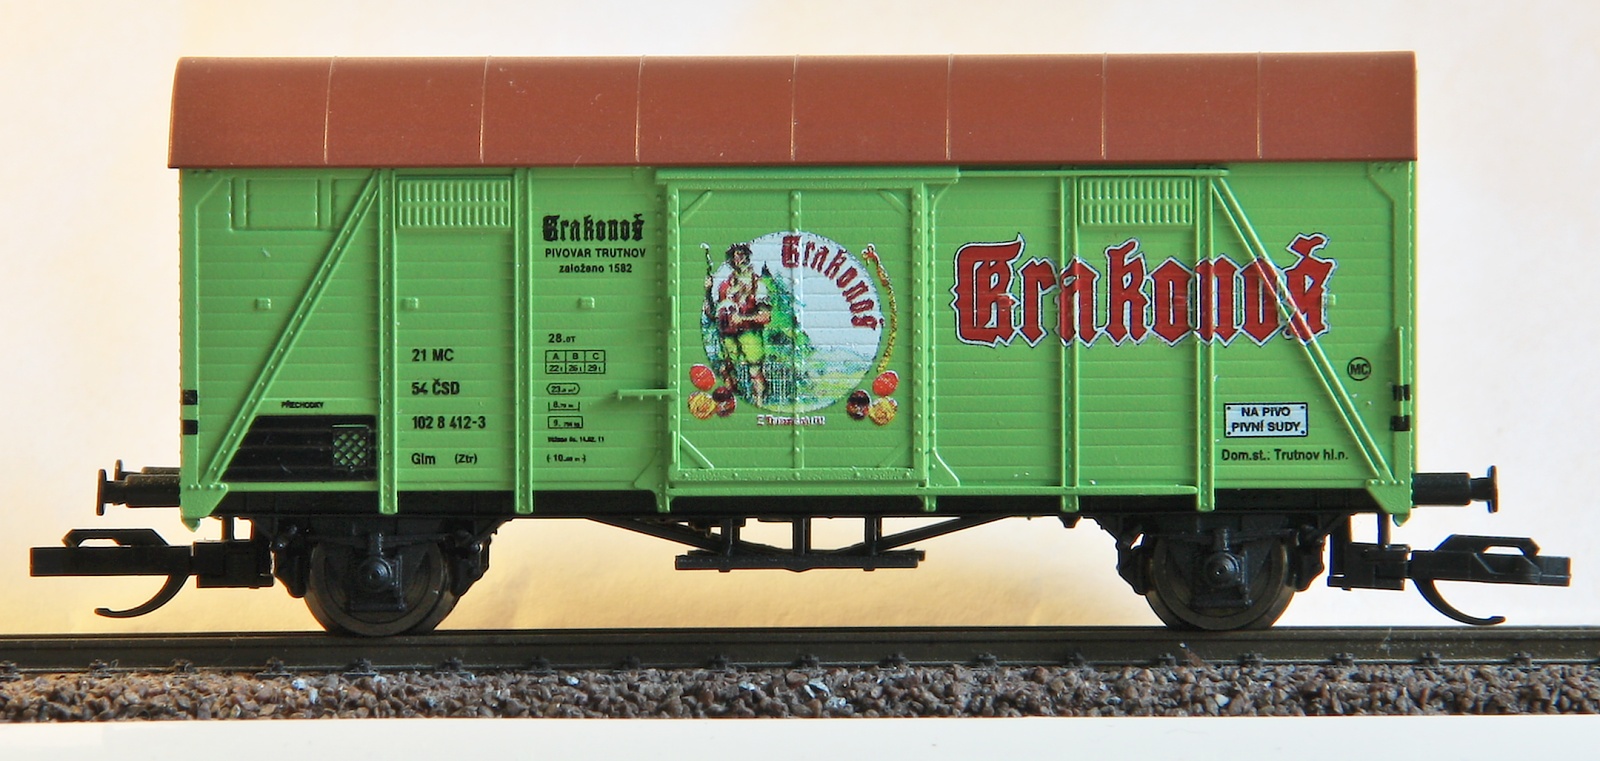 Krakonoš
PIVOVAR TRUTNOV
založeno 1582
28.0T
A B C
22 t 26 t 29 t
21 MC
54 ČSD
102 8 412-3
Glm (Ztr)
PŘECHODKY
Krakonoš
Krakonoš
MC
NA PIVO
PIVNÍ SUDY
Dom.st.: Trutnov hl.n.